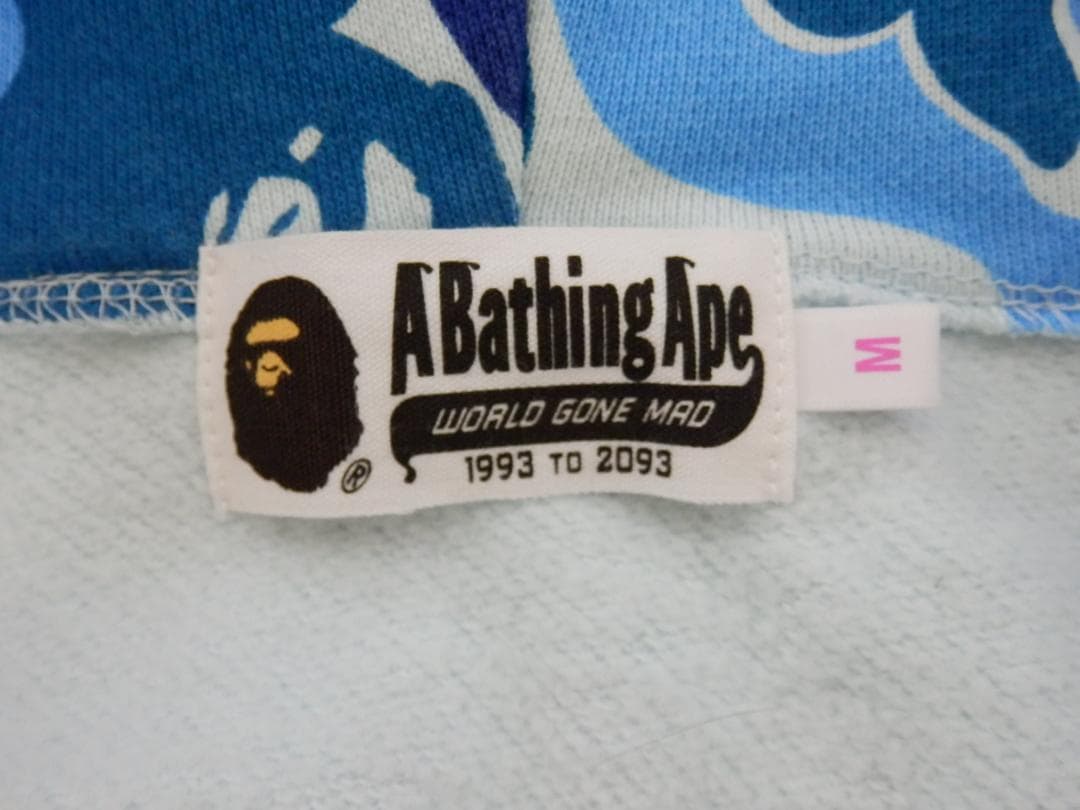 A Bathing Ape
WORLD GONE MAD
1993 TO 2093
®
M